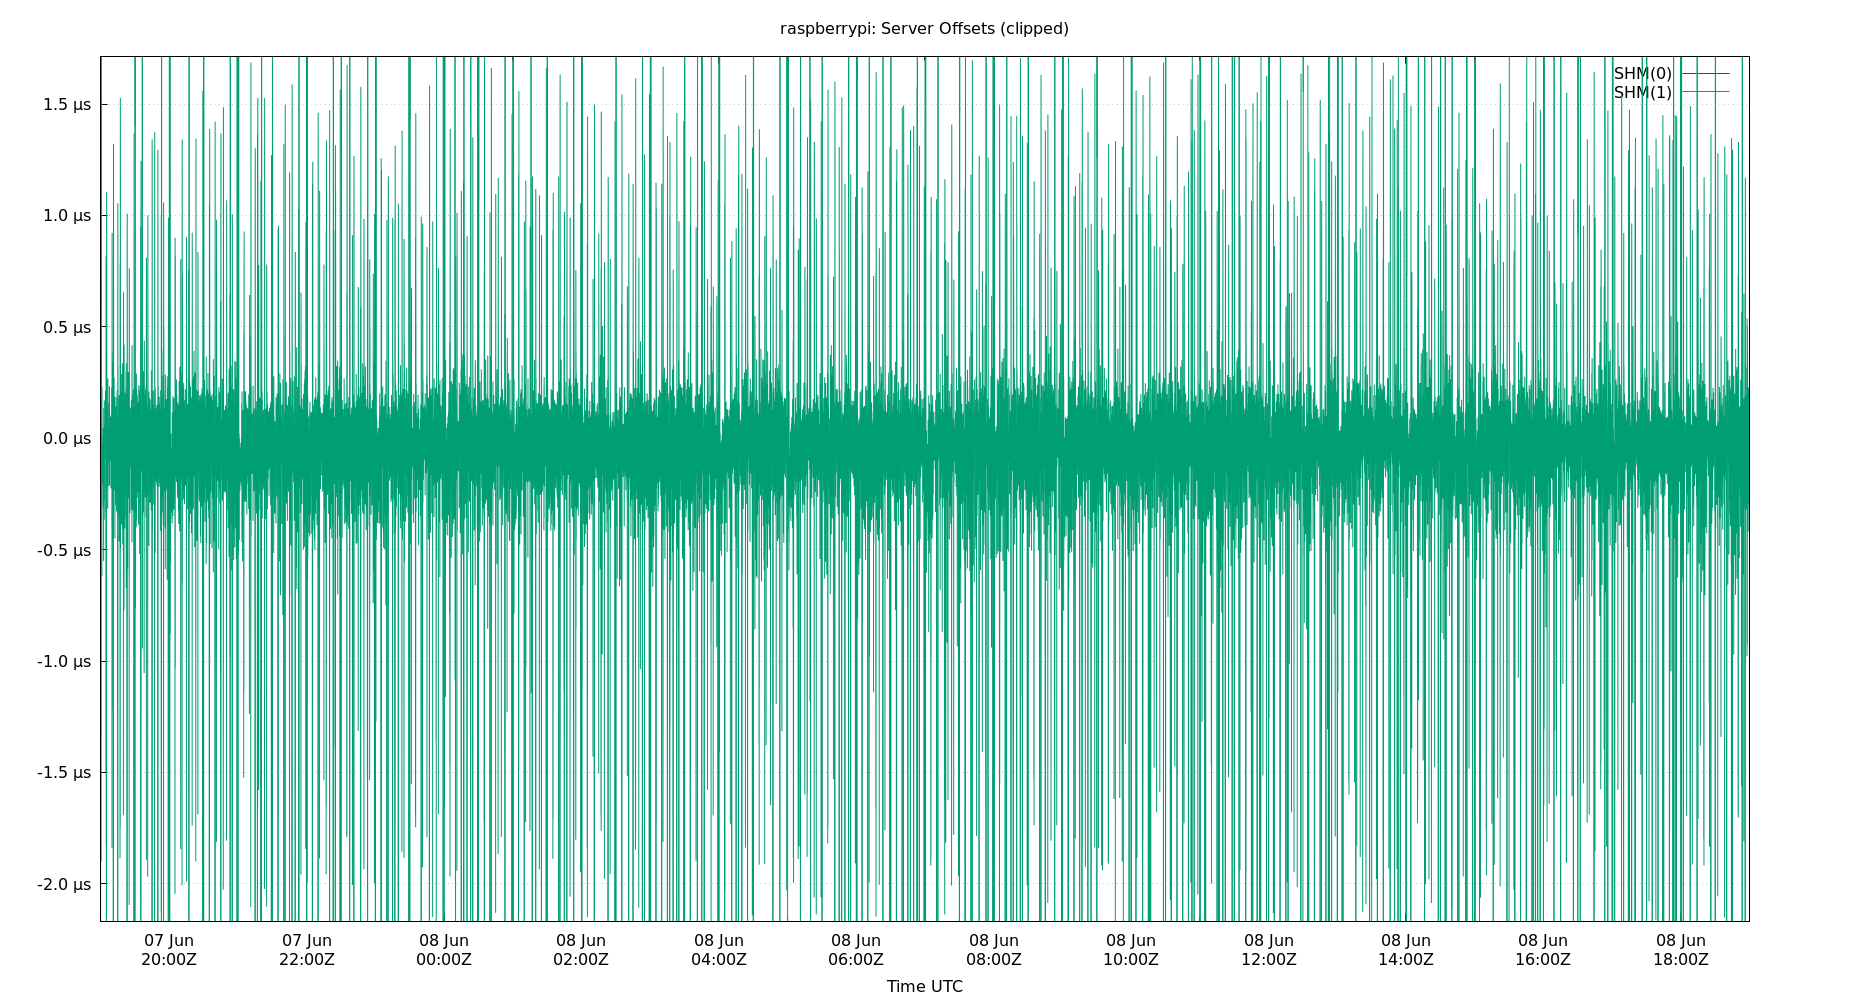 raspberrypi: Server Offsets (clipped)
SHM(0)
SHM(1)
1.5 µs
1.0 µs
0.5 µs
0.0 µs
-0.5 µs
-1.0 µs
-1.5 µs
-2.0 µs
07 Jun 07 Jun 08 Jun 08 Jun 08 Jun 08 Jun 08 Jun 08 Jun 08 Jun 08 Jun 08 Jun 08 Jun
20:00Z 22:00Z 00:00Z 02:00Z 04:00Z 06:00Z 08:00Z 10:00Z 12:00Z 14:00Z 16:00Z 18:00Z
Time UTC